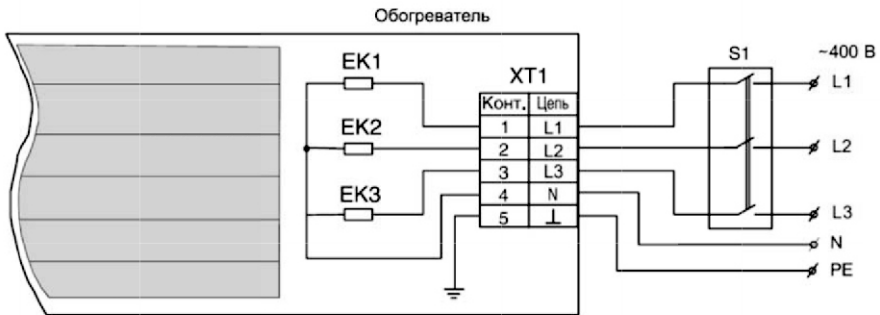 Обогреватель
~400 В
EK1
XT1
S1
Конт. Цепь
L1
1 L1
EK2
2 L2
L2
3 L3
EK3
4 N
5 ⊥
L3
N
PE